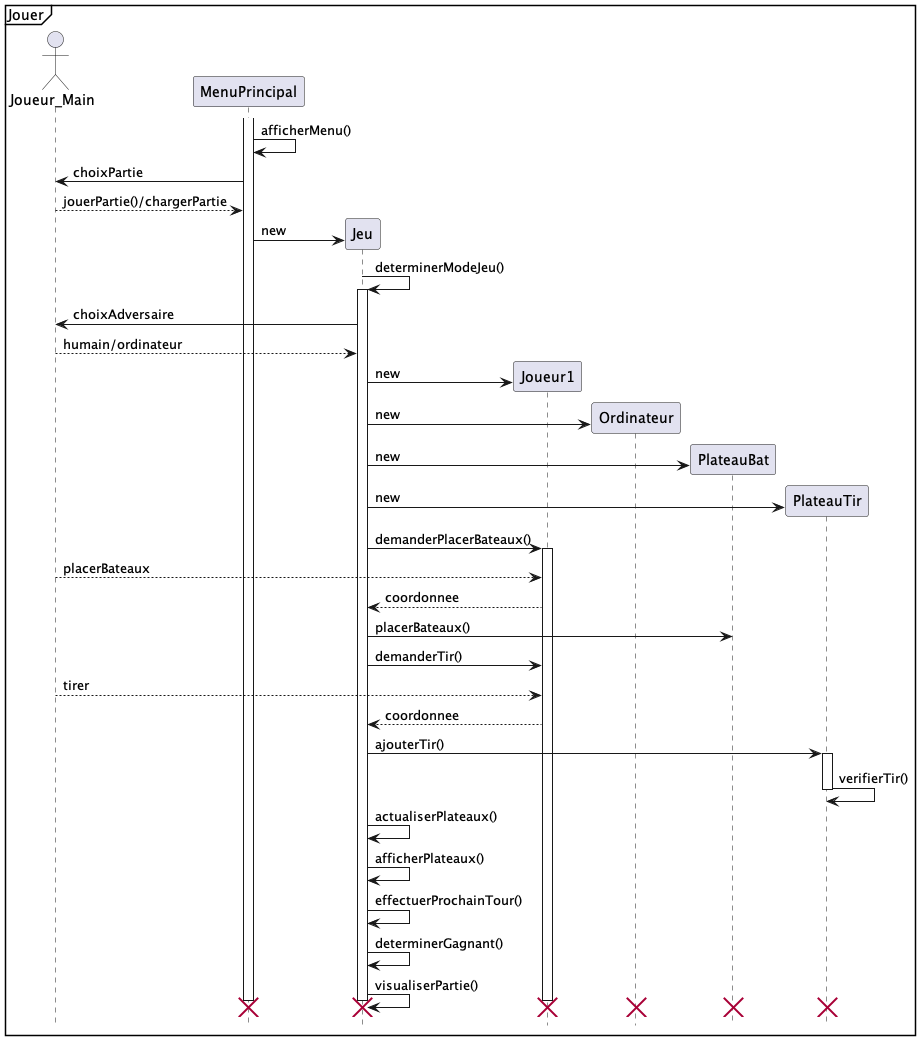 Jouer
Joueur_Main
MenuPrincipal
afficherMenu()
choixPartie
jouerPartie()/chargerPartie
new
Jeu
determinerModeJeu()
choixAdversaire
humain/ordinateur
new
Joueur1
new
Ordinateur
new
PlateauBat
new
PlateauTir
demanderPlacerBateaux()
placerBateaux
coordonnee
placerBateaux()
demanderTir()
tirer
coordonnee
ajouterTir()
verifierTir()
actualiserPlateaux()
afficherPlateaux()
effectuerProchainTour()
determinerGagnant()
visualiserPartie()